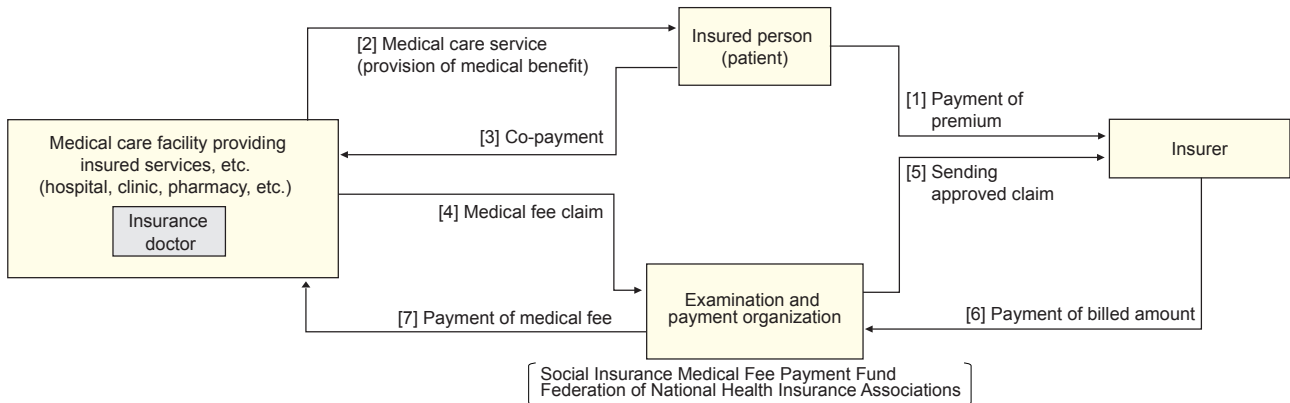 [2] Medical care service
(provision of medical benefit)
Insured person
(patient)
[1] Payment of
premium
[3] Co-payment
Medical care facility providing
insured services, etc.
(hospital, clinic, pharmacy, etc.)
Insurance
doctor
Insurer
[5] Sending
approved claim
[4] Medical fee claim
Examination and
payment organization
[7] Payment of medical fee
[6] Payment of billed amount
Social Insurance Medical Fee Payment Fund
Federation of National Health Insurance Associations